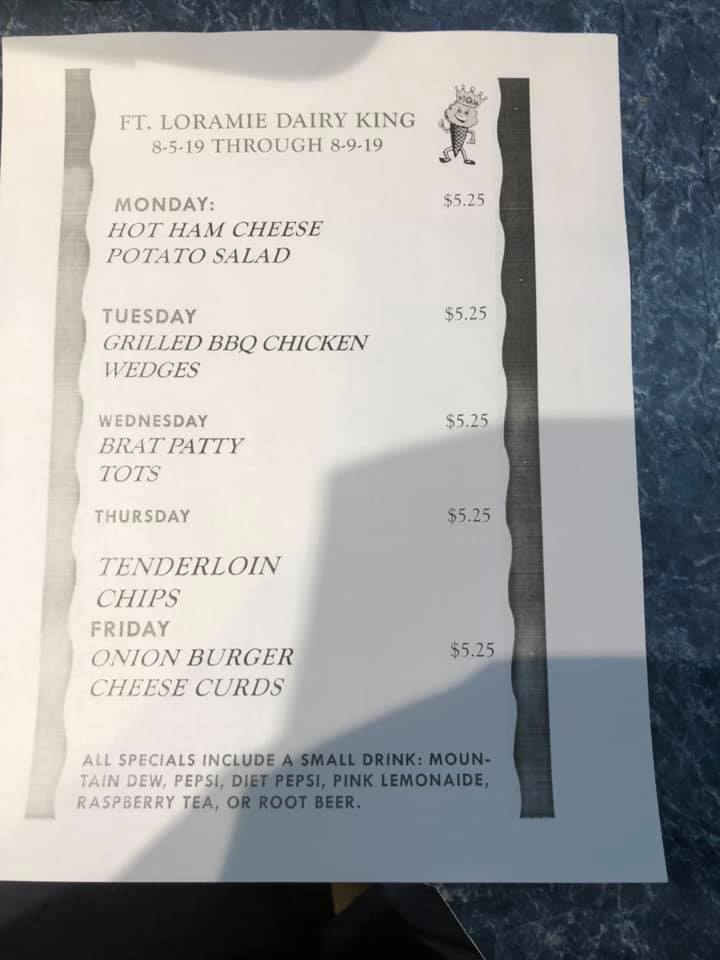 FT. LORAMIE DAIRY KING
8-5-19 THROUGH 8-9-19
MONDAY: $5.25
HOT HAM CHEESE
POTATO SALAD
TUESDAY $5.25
GRILLED BBQ CHICKEN
WEDGES
WEDNESDAY $5.25
BRAT PATTY
TOTS
THURSDAY $5.25
TENDERLOIN
CHIPS
FRIDAY
ONION BURGER $5.25
CHEESE CURDS
ALL SPECIALS INCLUDE A SMALL DRINK: MOUN-
TAIN DEW, PEPSI, DIET PEPSI, PINK LEMONAIDE,
RASPBERRY TEA, OR ROOT BEER.